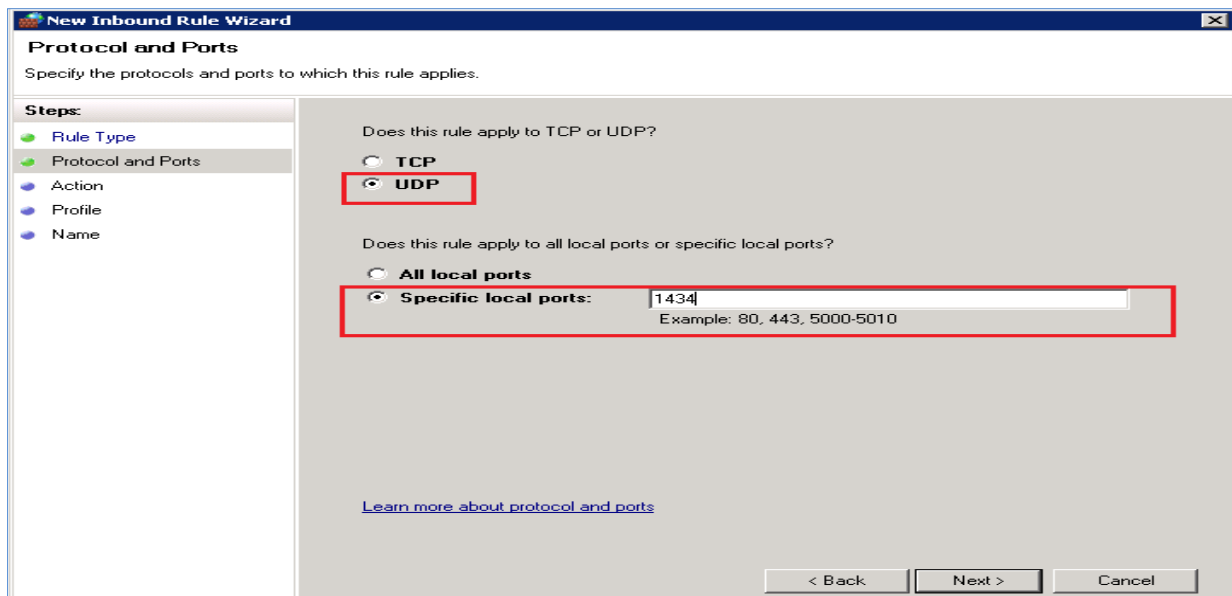 New Inbound Rule Wizard
Protocol and Ports
Specify the protocols and ports to which this rule applies.
Steps:
Rule Type
Protocol and Ports
Action
Profile
Name
Does this rule apply to TCP or UDP?
TCP
UDP
Does this rule apply to all local ports or specific local ports?
All local ports
Specific local ports: 1434
Example: 80, 443, 5000-5010
Learn more about protocol and ports
< Back Next > Cancel